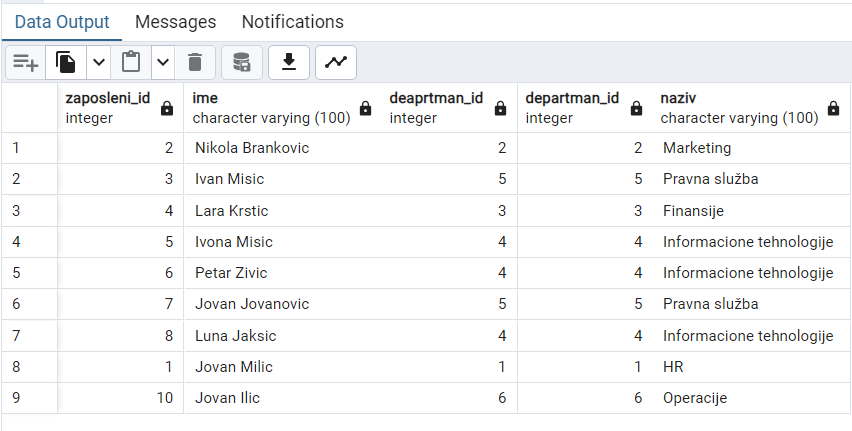 Data Output Messages Notifications
zaposleni_id ime deaprtman_id departman_id naziv
integer character varying (100) integer integer character varying (100)
1 2 Nikola Brankovic 2 2 Marketing
2 3 Ivan Misic 5 5 Pravna služba
3 4 Lara Krstic 3 3 Finansije
4 5 Ivona Misic 4 4 Informacione tehnologije
5 6 Petar Zivic 4 4 Informacione tehnologije
6 7 Jovan Jovanovic 5 5 Pravna služba
7 8 Luna Jaksic 4 4 Informacione tehnologije
8 1 Jovan Milic 1 1 HR
9 10 Jovan Ilic 6 6 Operacije